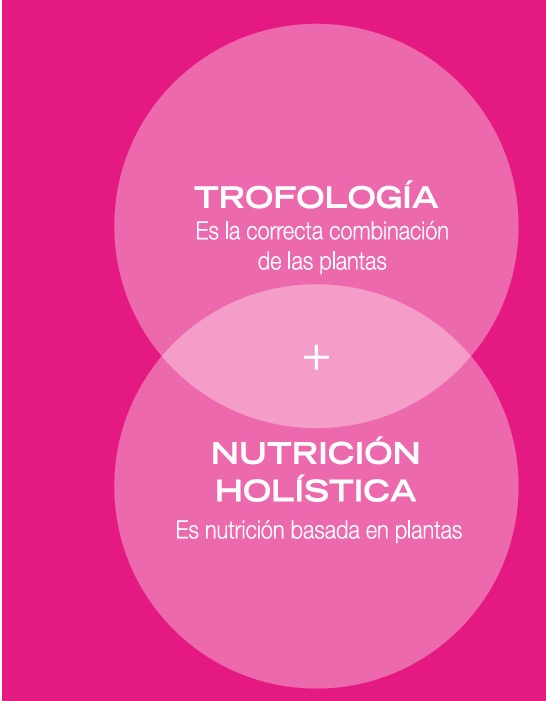 TROFOLOGÍA
Es la correcta combinación
de las plantas
+
NUTRICIÓN
HOLÍSTICA
Es nutrición basada en plantas